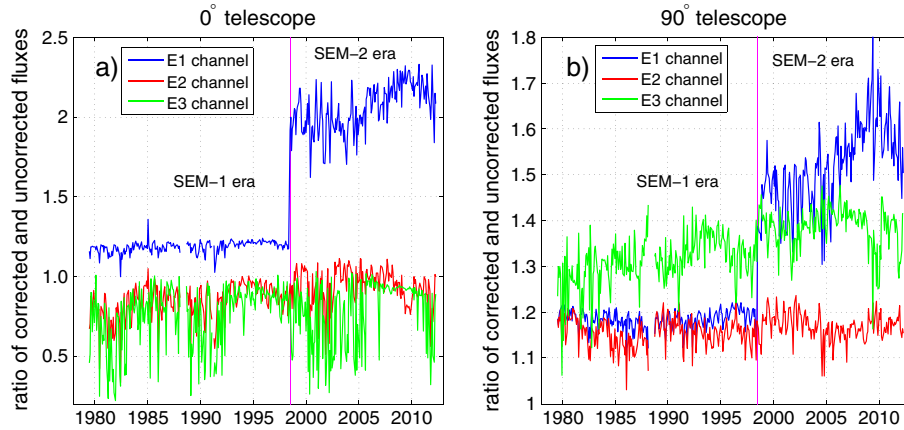 0° telescope
ratio of corrected and uncorrected fluxes
2.5
2
1.5
1.0
0.5
a)
E1 channel
E2 channel
E3 channel
SEM-2 era
SEM-1 era
1980 1985 1990 1995 2000 2005 2010
90° telescope
ratio of corrected and uncorrected fluxes
1.8
1.7
1.6
1.5
1.4
1.3
1.2
1.1
1
b)
E1 channel
E2 channel
E3 channel
SEM-2 era
SEM-1 era
1980 1985 1990 1995 2000 2005 2010